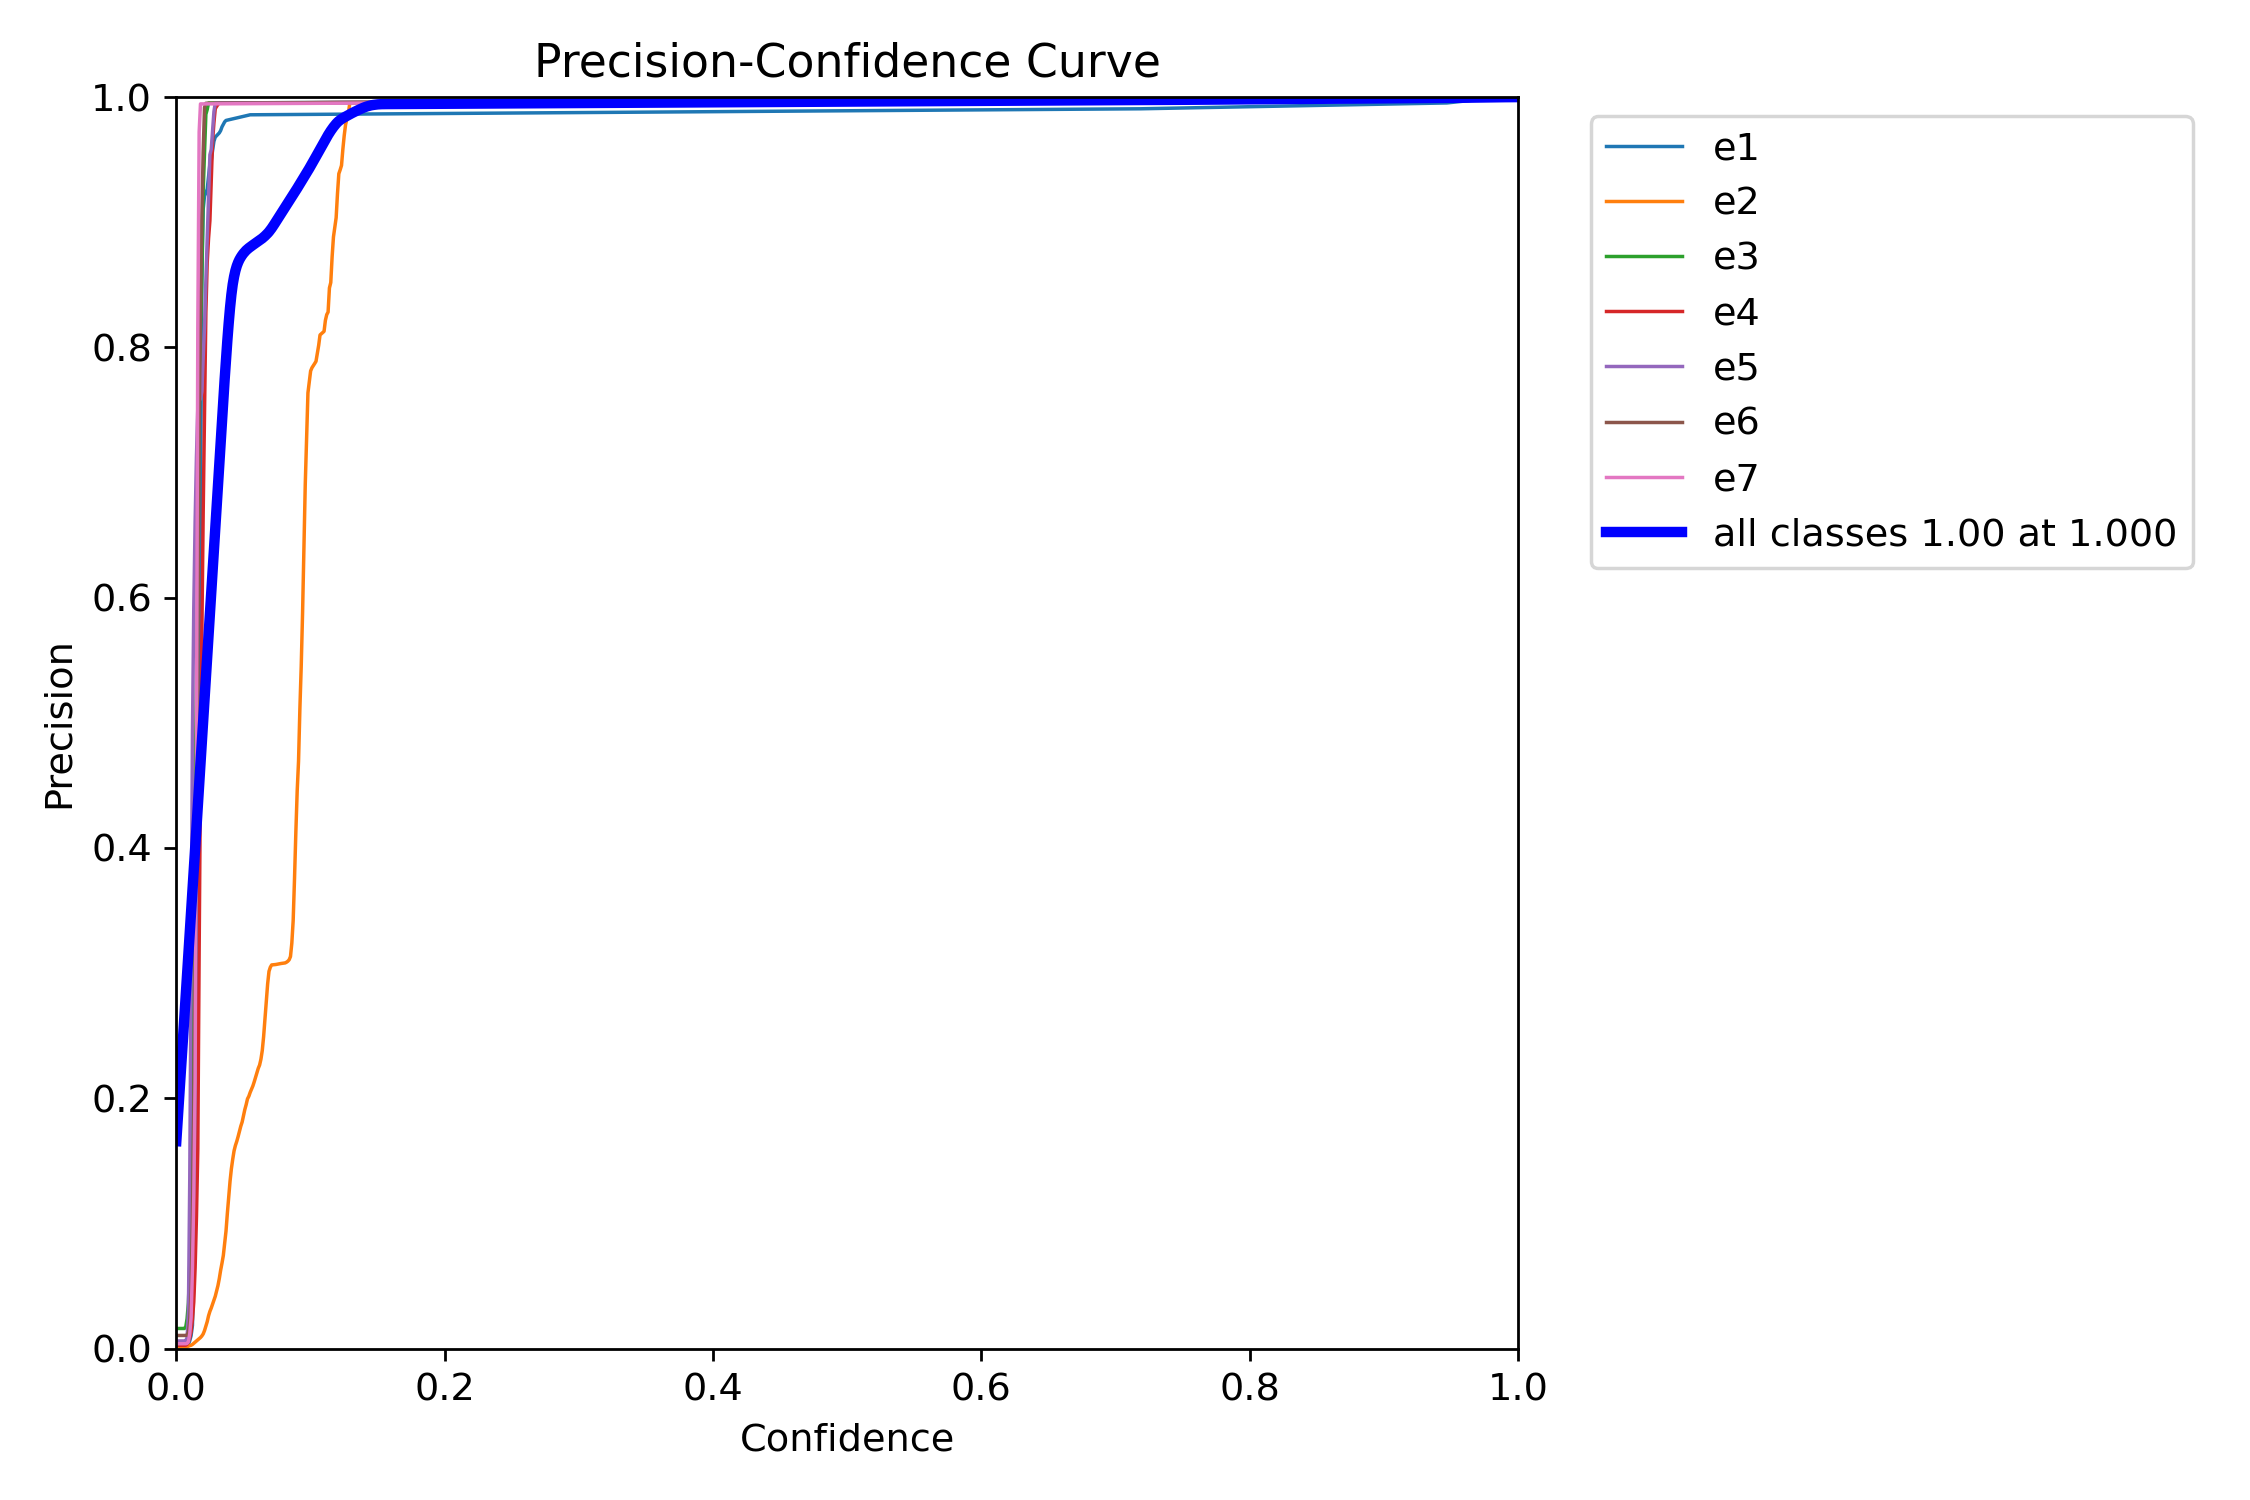 Precision-Confidence Curve
1.0
0.8
0.6
0.4
0.2
0.0
Precision
0.0 0.2 0.4 0.6 0.8 1.0
Confidence
e1
e2
e3
e4
e5
e6
e7
all classes 1.00 at 1.000